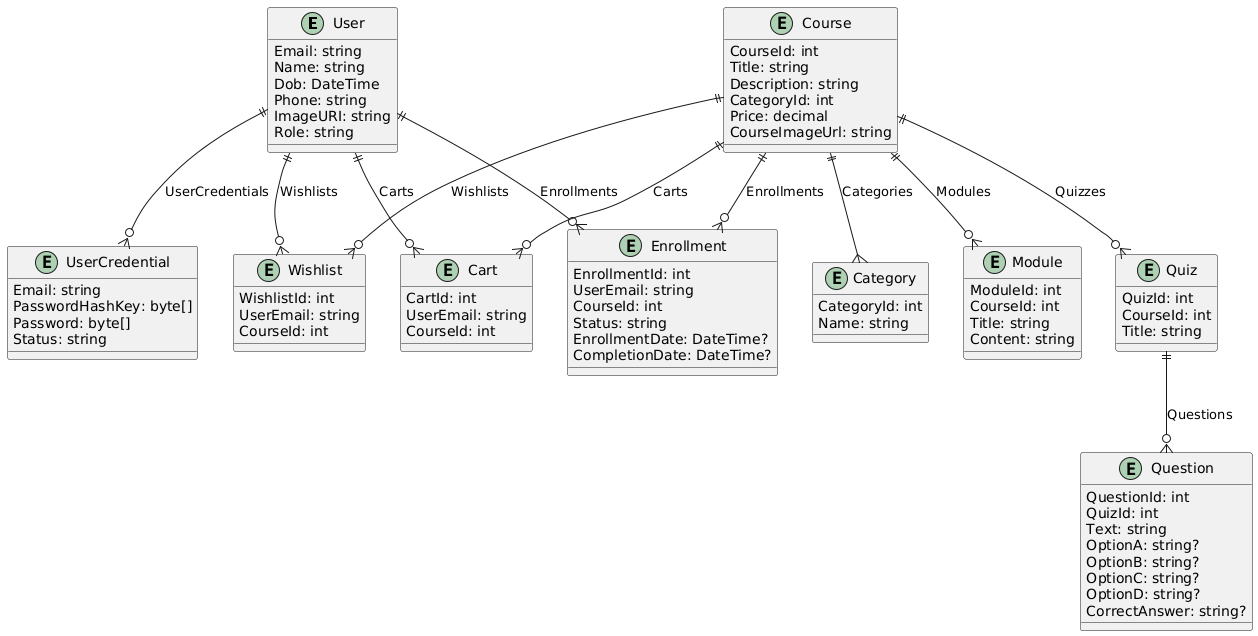 E User
Email: string
Name: string
Dob: DateTime
Phone: string
ImageURI: string
Role: string
E Course
CourseId: int
Title: string
Description: string
CategoryId: int
Price: decimal
CourseImageUrl: string
UserCredentials
Wishlists
Carts
Wishlists
Enrollments
Carts
Enrollments
Categories
Modules
Quizzes
E UserCredential
Email: string
PasswordHashKey: byte[]
Password: byte[]
Status: string
E Wishlist
WishlistId: int
UserEmail: string
CourseId: int
E Cart
CartId: int
UserEmail: string
CourseId: int
E Enrollment
EnrollmentId: int
UserEmail: string
CourseId: int
Status: string
EnrollmentDate: DateTime?
CompletionDate: DateTime?
E Category
CategoryId: int
Name: string
E Module
ModuleId: int
CourseId: int
Title: string
Content: string
E Quiz
QuizId: int
CourseId: int
Title: string
Questions
E Question
QuestionId: int
QuizId: int
Text: string
OptionA: string?
OptionB: string?
OptionC: string?
OptionD: string?
CorrectAnswer: string?